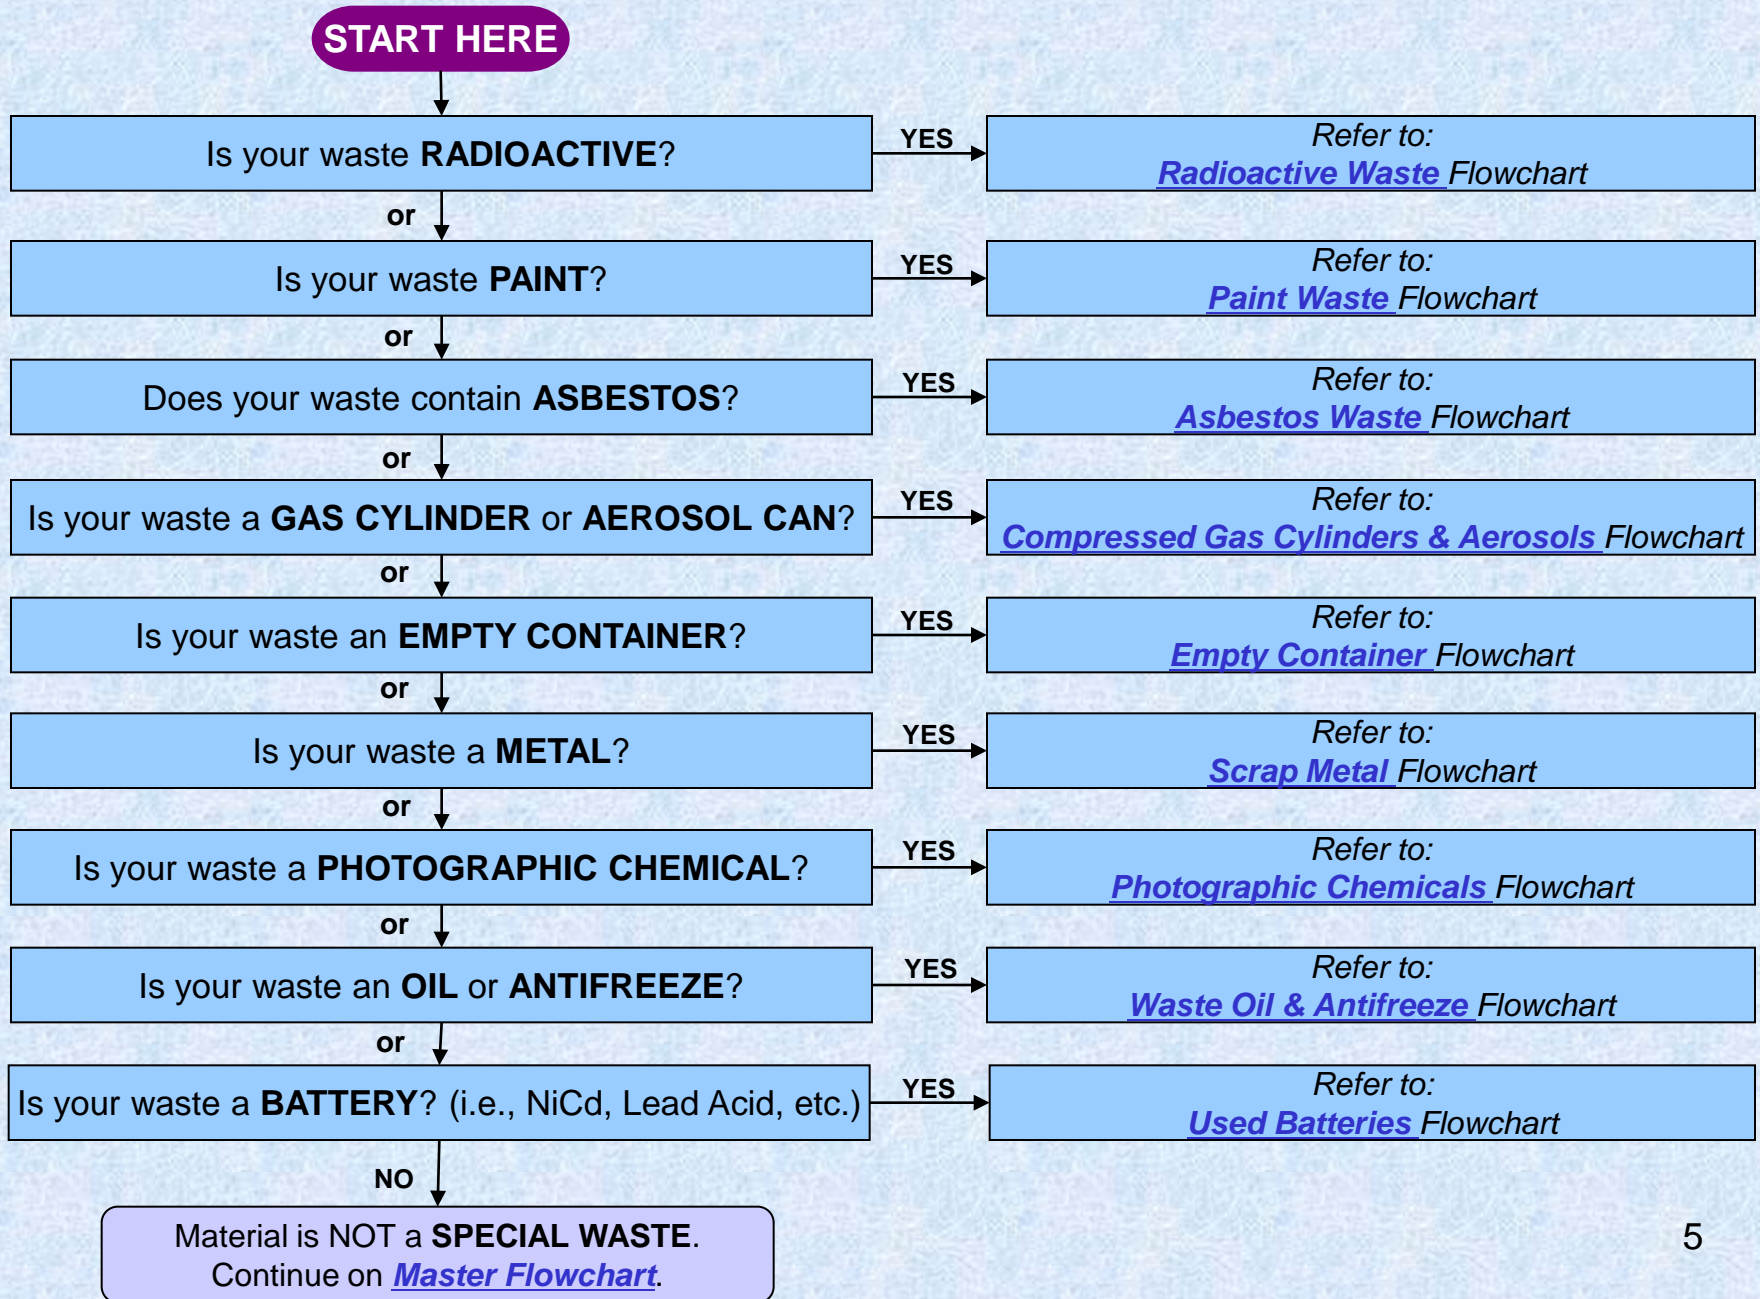 START HERE
Is your waste RADIOACTIVE?
YES
Refer to:
Radioactive Waste Flowchart
or
Is your waste PAINT?
YES
Refer to:
Paint Waste Flowchart
or
Does your waste contain ASBESTOS?
YES
Refer to:
Asbestos Waste Flowchart
or
Is your waste a GAS CYLINDER or AEROSOL CAN?
YES
Refer to:
Compressed Gas Cylinders & Aerosols Flowchart
or
Is your waste an EMPTY CONTAINER?
YES
Refer to:
Empty Container Flowchart
or
Is your waste a METAL?
YES
Refer to:
Scrap Metal Flowchart
or
Is your waste a PHOTOGRAPHIC CHEMICAL?
YES
Refer to:
Photographic Chemicals Flowchart
or
Is your waste an OIL or ANTIFREEZE?
YES
Refer to:
Waste Oil & Antifreeze Flowchart
or
Is your waste a BATTERY? (i.e., NiCd, Lead Acid, etc.)
YES
Refer to:
Used Batteries Flowchart
NO
Material is NOT a SPECIAL WASTE.
Continue on Master Flowchart.
5